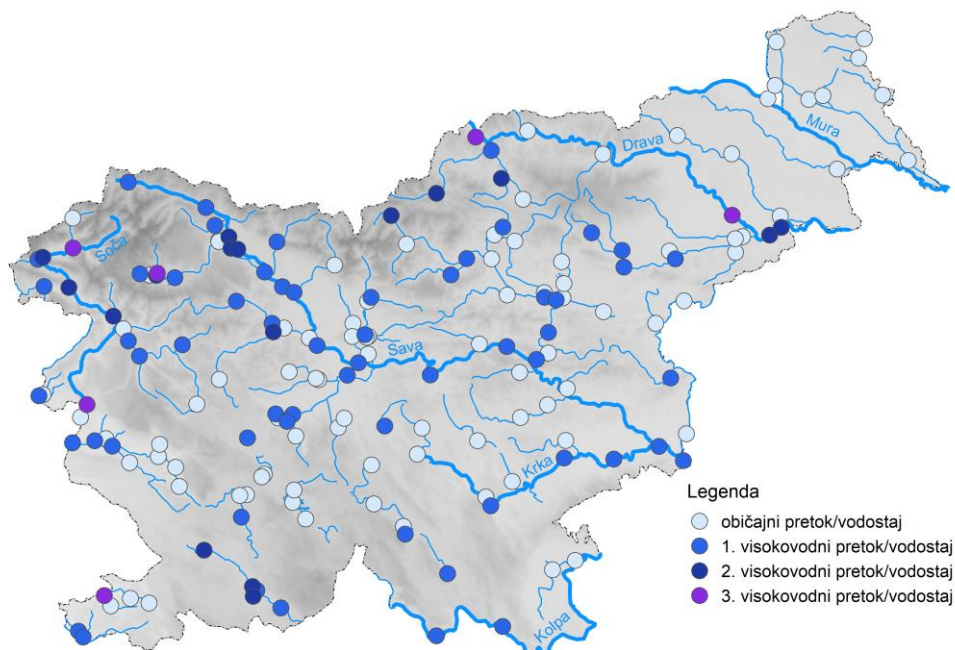 Mura
Drava
Soča
Sava
Krka
Kolpa
Legenda
običajni pretok/vodostaj
1. visokovodni pretok/vodostaj
2. visokovodni pretok/vodostaj
3. visokovodni pretok/vodostaj